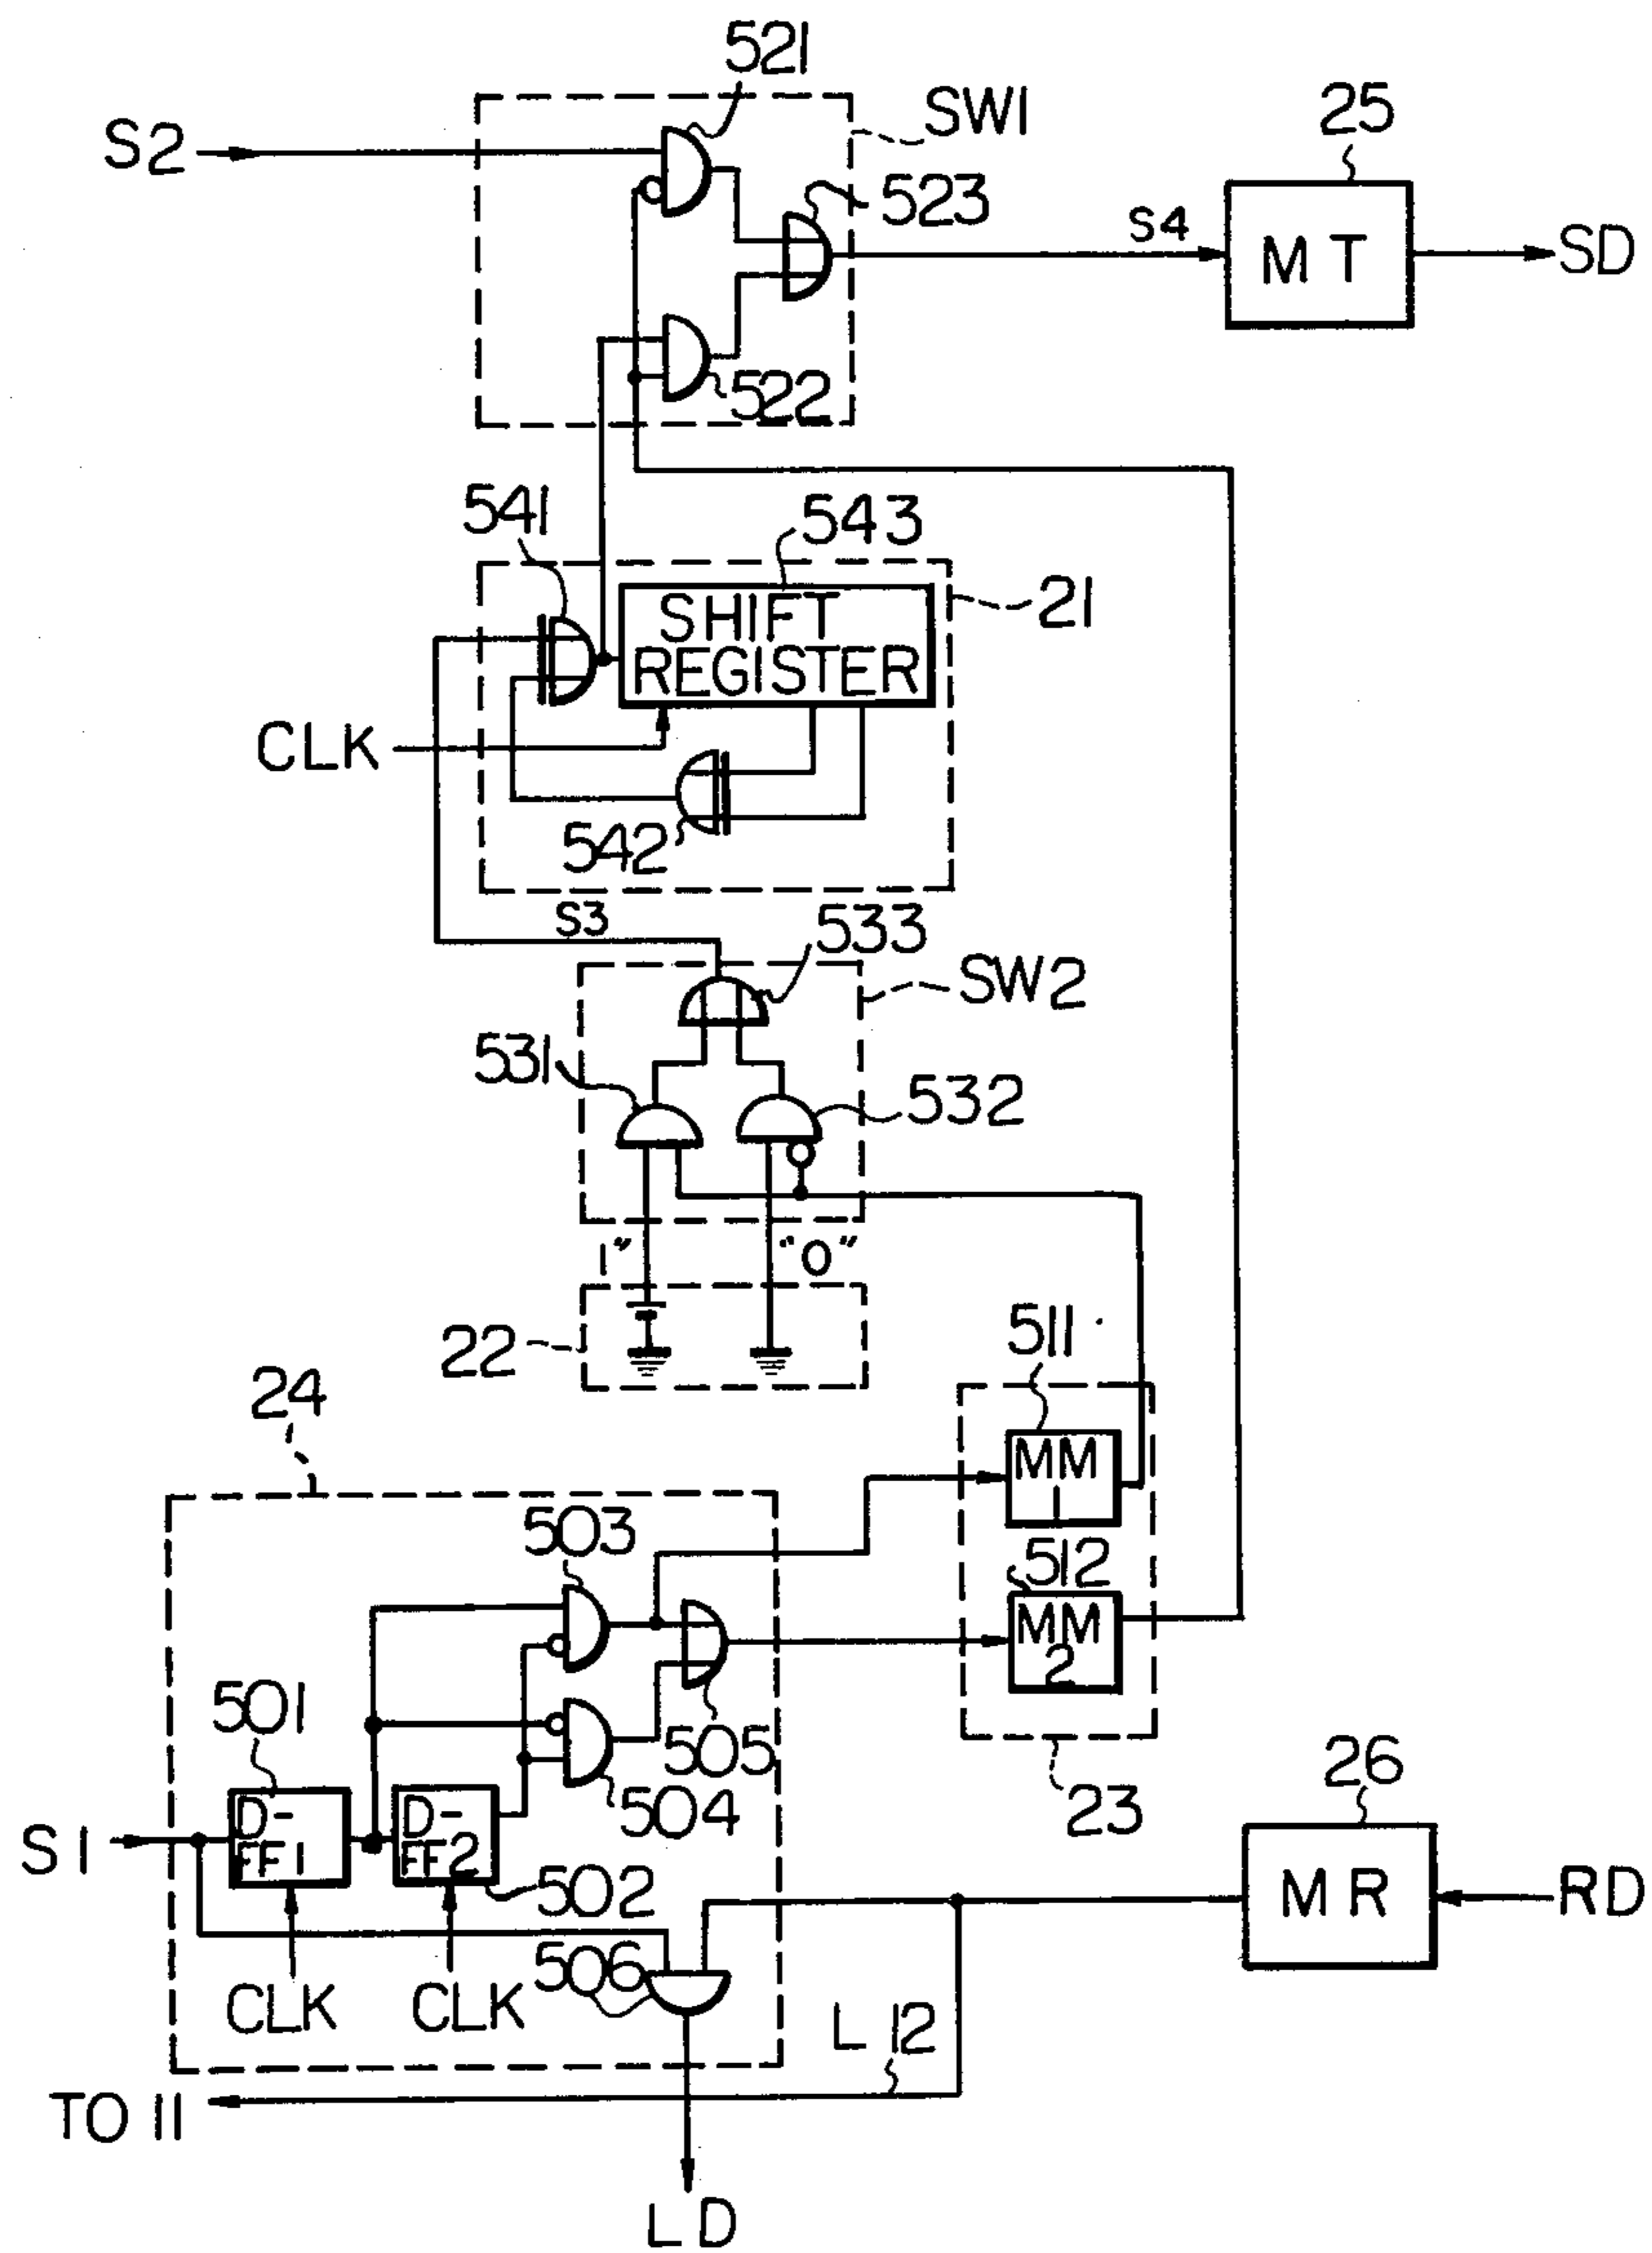 521
SW1
25
S2
523
S4
MT
SD
522
541
543
21
SHIFT
REGISTER
CLK
542
S3
533
SW2
531
532
1"
"0"
22
511
24
MM
1
503
512
MM
2
501
505
504
23
26
S1
D-
FF1
D-
FF2
502
MR
RD
506
CLK
CLK
L12
TO 11
LD